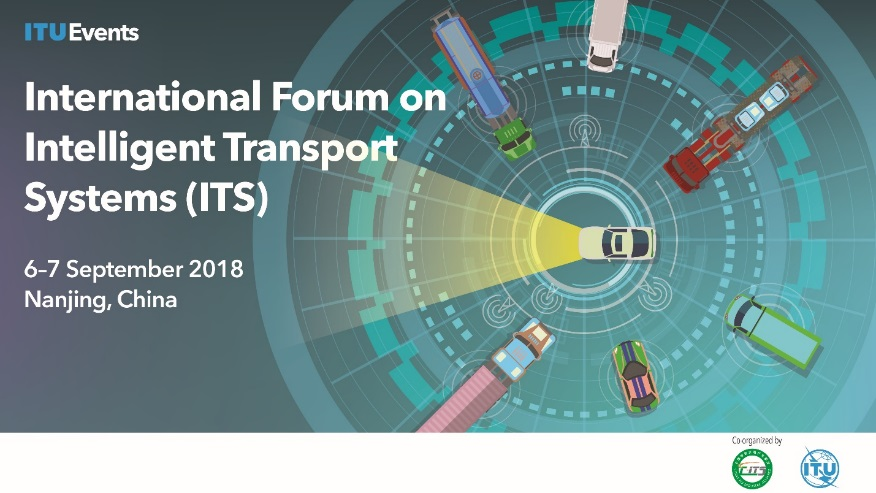 ITUEvents
International Forum on
Intelligent Transport
Systems (ITS)
6–7 September 2018
Nanjing, China
Co-organized by
ITU